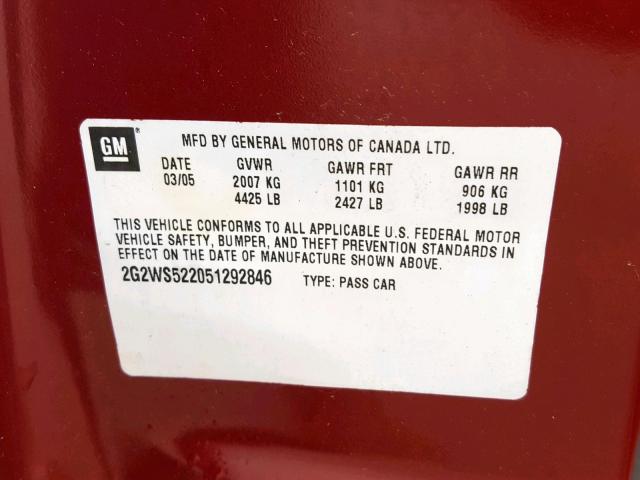 GM
MFD BY GENERAL MOTORS OF CANADA LTD.
DATE GVWR GAWR FRT GAWR RR
03/05 2007 KG 1101 KG 906 KG
4425 LB 2427 LB 1998 LB
THIS VEHICLE CONFORMS TO ALL APPLICABLE U.S. FEDERAL MOTOR
VEHICLE SAFETY, BUMPER, AND THEFT PREVENTION STANDARDS IN
EFFECT ON THE DATE OF MANUFACTURE SHOWN ABOVE.
2G2WS522051292846 TYPE: PASS CAR